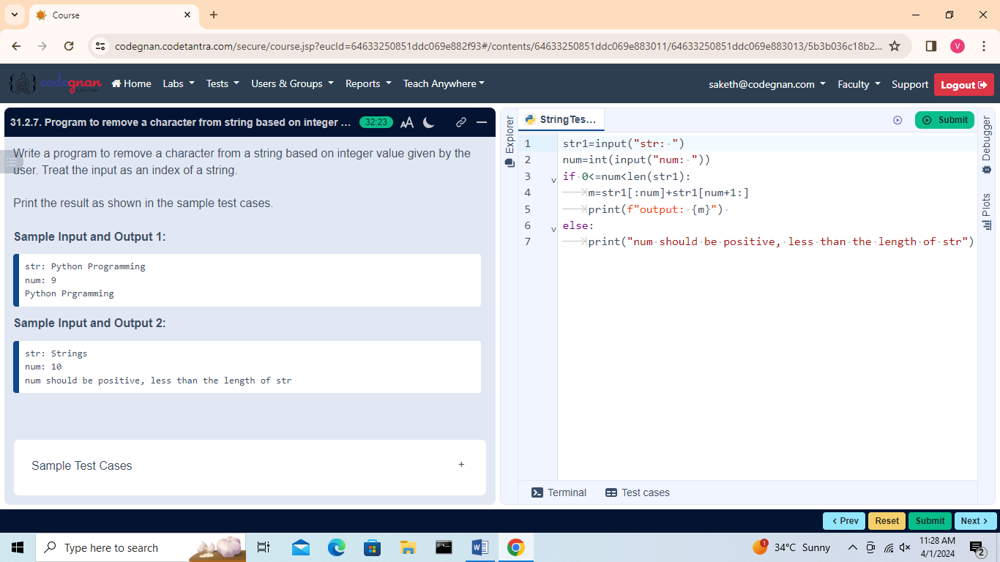 Course
codegnan.codetantra.com/secure/course.jsp?eucId=64633250851ddc069e882f93#/contents/64633250851ddc069e883011/64633250851ddc069e883013/5b3b036c18b2...
V
codegnan
Home Labs Tests Users & Groups Reports Teach Anywhere saketh@codegnan.com Faculty Support Logout
31.2.7. Program to remove a character from string based on integer ... 32:23 AA
Write a program to remove a character from a string based on integer value given by the
user. Treat the input as an index of a string.
Print the result as shown in the sample test cases.
Sample Input and Output 1:
str: Python Programming
num: 9
Python Prgramming
Sample Input and Output 2:
str: Strings
num: 10
num should be positive, less than the length of str
Sample Test Cases +
Explorer
StringTes...
Submit
1 str1=input("str: ")
2 num=int(input("num: "))
3 if 0<=num<len(str1):
4 m=str1[:num]+str1[num+1:]
5 print(f"output: {m}")
6 else:
7 print("num should be positive, less than the length of str")
Debugger
Plots
Terminal Test cases
< Prev Reset Submit Next >
Type here to search
1 34°C Sunny
11:28 AM
4/1/2024
2